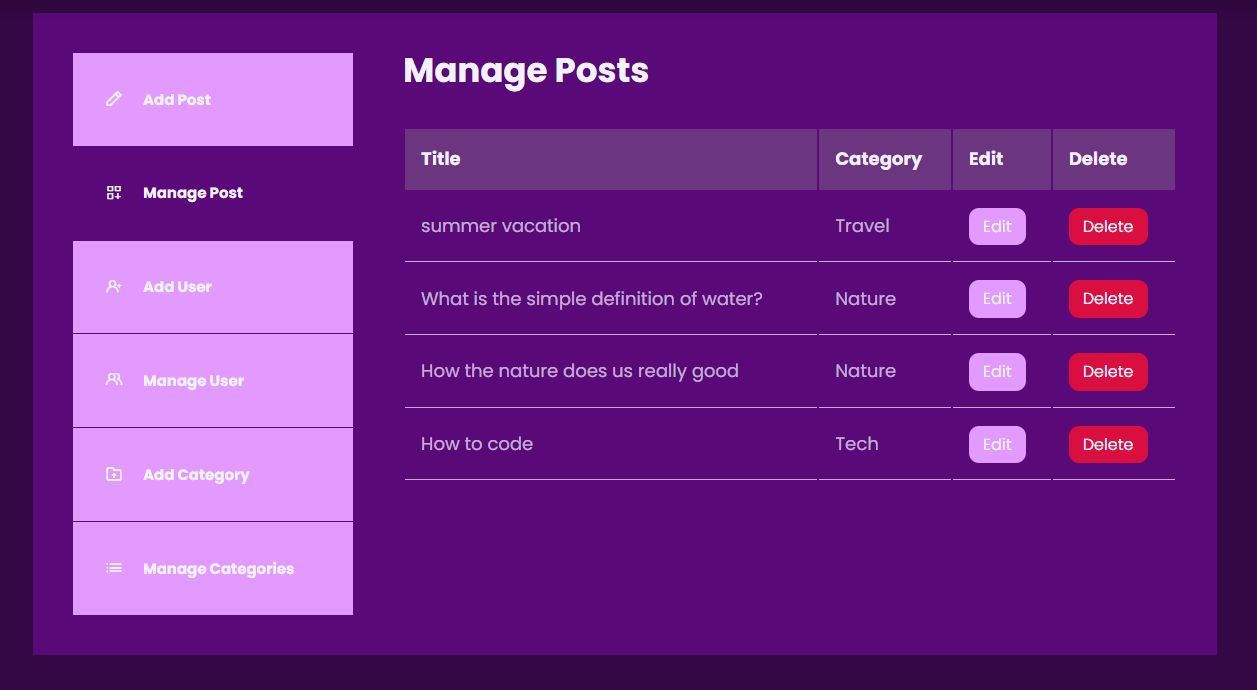 Add Post
Manage Post
Add User
Manage User
Add Category
Manage Categories
Manage Posts
Title Category Edit Delete
summer vacation Travel Edit Delete
What is the simple definition of water? Nature Edit Delete
How the nature does us really good Nature Edit Delete
How to code Tech Edit Delete